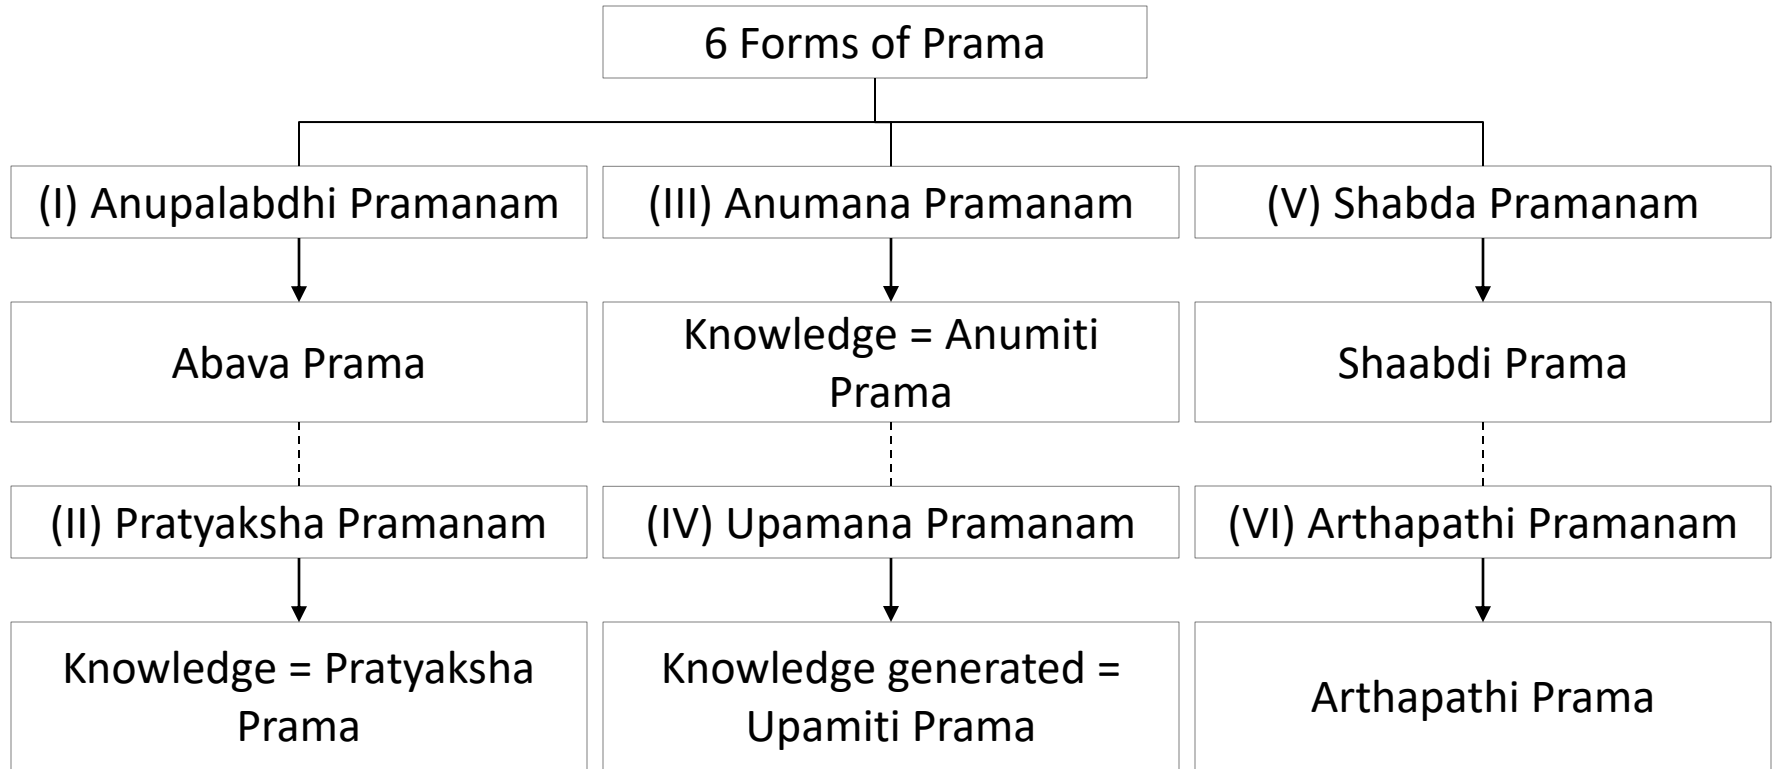 6 Forms of Prama
(I) Anupalabdhi Pramanam
(III) Anumana Pramanam
(V) Shabda Pramanam
Abava Prama
Knowledge = Anumiti
Prama
Shaabdi Prama
(II) Pratyaksha Pramanam
(IV) Upamana Pramanam
(VI) Arthapathi Pramanam
Knowledge = Pratyaksha
Prama
Knowledge generated =
Upamiti Prama
Arthapathi Prama